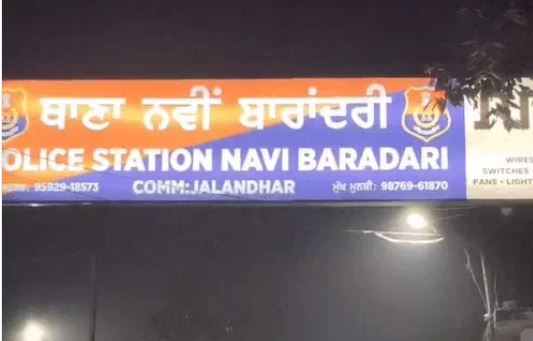 ਥਾਣਾ ਨਵੀਂ ਬਾਰਾਂਦਰੀ
OLICE STATION NAVI BARADARI
95929-18573 COMM:JALANDHAR ਮੁੱਖ ਮੁਨਸ਼ੀ: 98769-61870
WIRES
SWITCHES
FANS • LIGHT